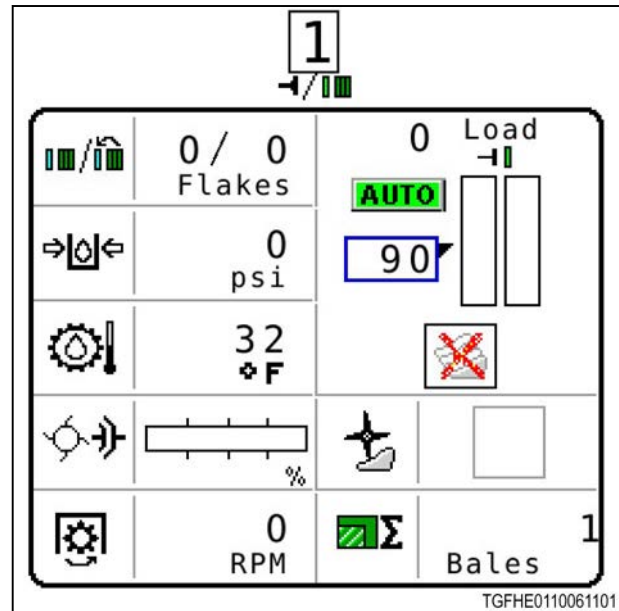 1
0 / 0
Flakes
0
psi
32
°F
%
0
RPM
0 Load
AUTO
90
Σ
1
Bales
TGFHE0110061101